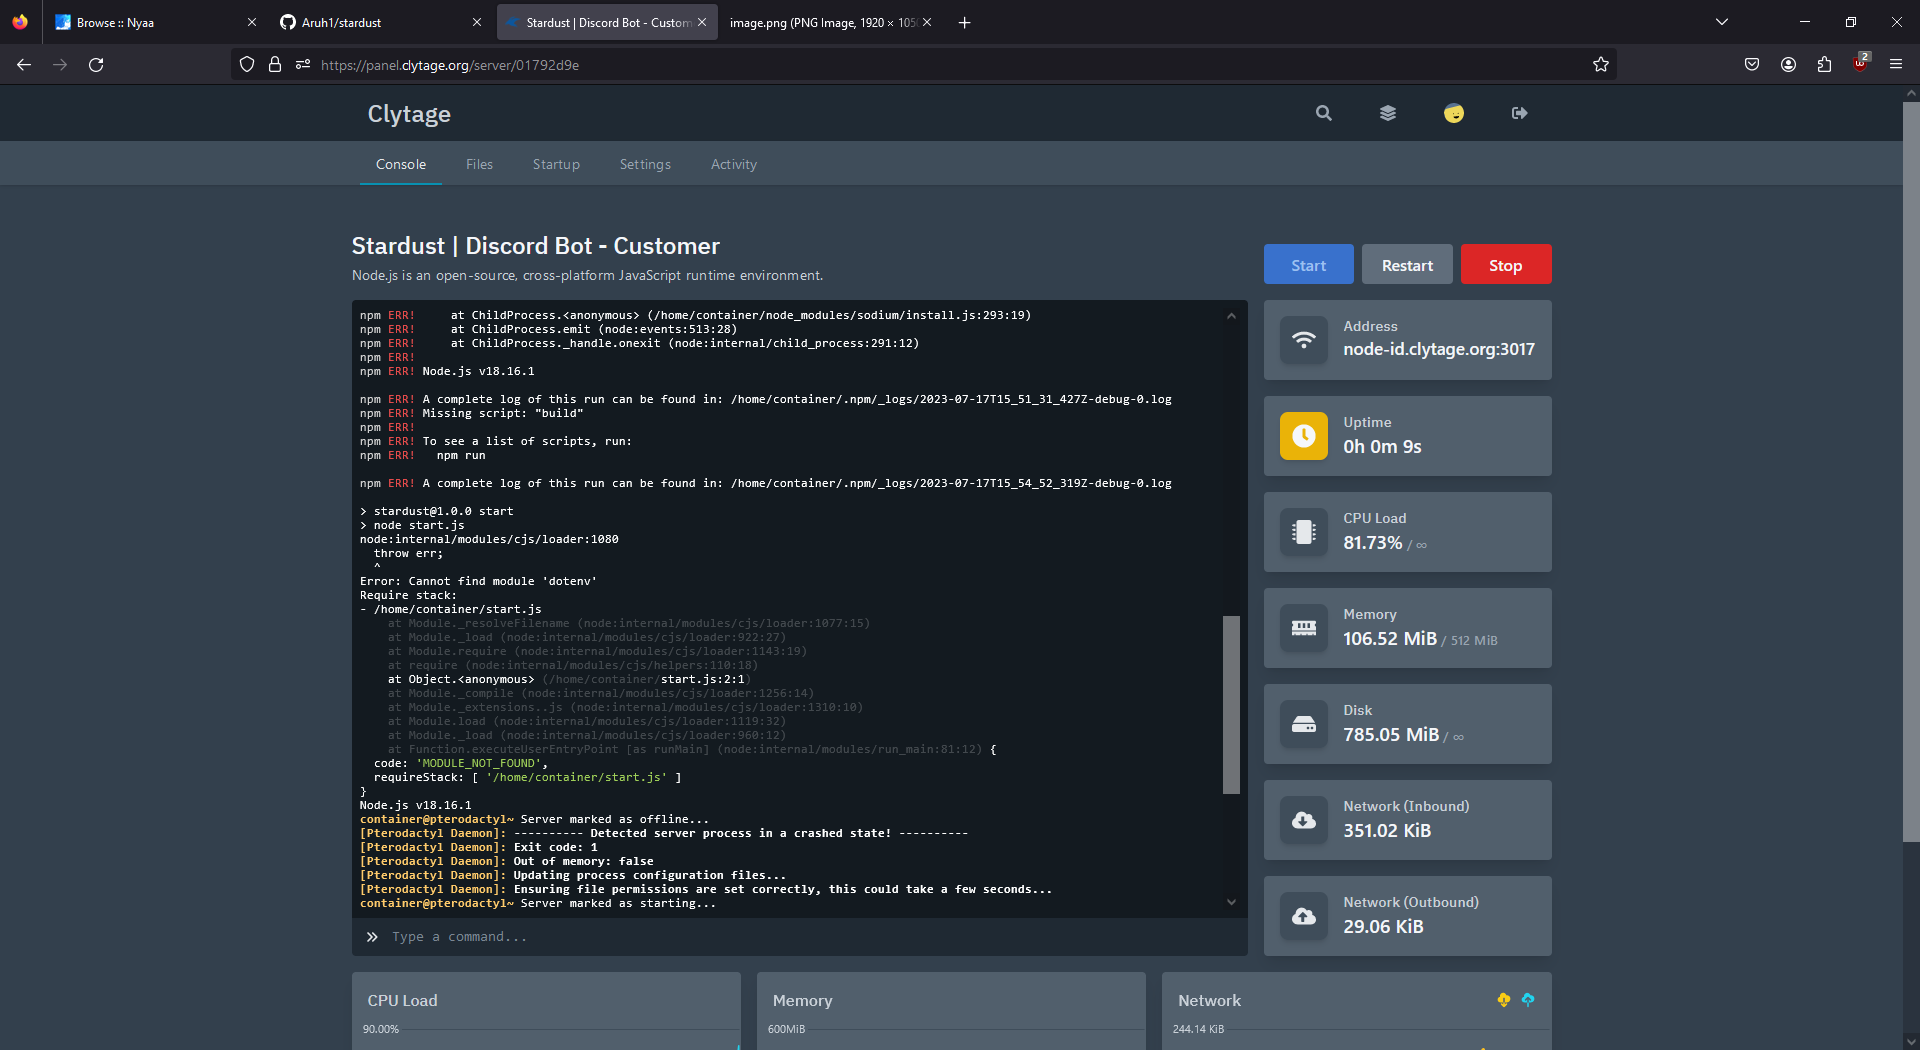 Browse :: Nyaa
Aruh1/stardust
Stardust | Discord Bot - Custom
image.png (PNG Image, 1920 × 105
https://panel.clytage.org/server/01792d9e
2
Clytage
Console Files Startup Settings Activity
Stardust | Discord Bot - Customer
Node.js is an open-source, cross-platform JavaScript runtime environment.
Start Restart Stop
npm ERR!     at ChildProcess.<anonymous> (/home/container/node_modules/sodium/install.js:293:19)
npm ERR!     at ChildProcess.emit (node:events:513:28)
npm ERR!     at ChildProcess._handle.onexit (node:internal/child_process:291:12)
npm ERR!
npm ERR! Node.js v18.16.1
npm ERR! A complete log of this run can be found in: /home/container/.npm/_logs/2023-07-17T15_51_31_427Z-debug-0.log
npm ERR! Missing script: "build"
npm ERR!
npm ERR! To see a list of scripts, run:
npm ERR!   npm run
npm ERR! A complete log of this run can be found in: /home/container/.npm/_logs/2023-07-17T15_54_52_319Z-debug-0.log
> stardust@1.0.0 start
> node start.js
node:internal/modules/cjs/loader:1080
  throw err;
  ^
Error: Cannot find module 'dotenv'
Require stack:
- /home/container/start.js
    at Module._resolveFilename (node:internal/modules/cjs/loader:1077:15)
    at Module._load (node:internal/modules/cjs/loader:922:27)
    at Module.require (node:internal/modules/cjs/loader:1143:19)
    at require (node:internal/modules/cjs/helpers:110:18)
    at Object.<anonymous> (/home/container/start.js:2:1)
    at Module._compile (node:internal/modules/cjs/loader:1256:14)
    at Module._extensions..js (node:internal/modules/cjs/loader:1310:10)
    at Module.load (node:internal/modules/cjs/loader:1119:32)
    at Module._load (node:internal/modules/cjs/loader:960:12)
    at Function.executeUserEntryPoint [as runMain] (node:internal/modules/run_main:81:12) {
  code: 'MODULE_NOT_FOUND',
  requireStack: [ '/home/container/start.js' ]
}
Node.js v18.16.1
container@pterodactyl~ Server marked as offline...
[Pterodactyl Daemon]: ---------- Detected server process in a crashed state! ----------
[Pterodactyl Daemon]: Exit code: 1
[Pterodactyl Daemon]: Out of memory: false
[Pterodactyl Daemon]: Updating process configuration files...
[Pterodactyl Daemon]: Ensuring file permissions are set correctly, this could take a few seconds...
container@pterodactyl~ Server marked as starting...
Type a command...
Address
node-id.clytage.org:3017
Uptime
0h 0m 9s
CPU Load
81.73% / ∞
Memory
106.52 MiB / 512 MiB
Disk
785.05 MiB / ∞
Network (Inbound)
351.02 KiB
Network (Outbound)
29.06 KiB
CPU Load
90.00%
Memory
600MiB
Network
244.14 KiB